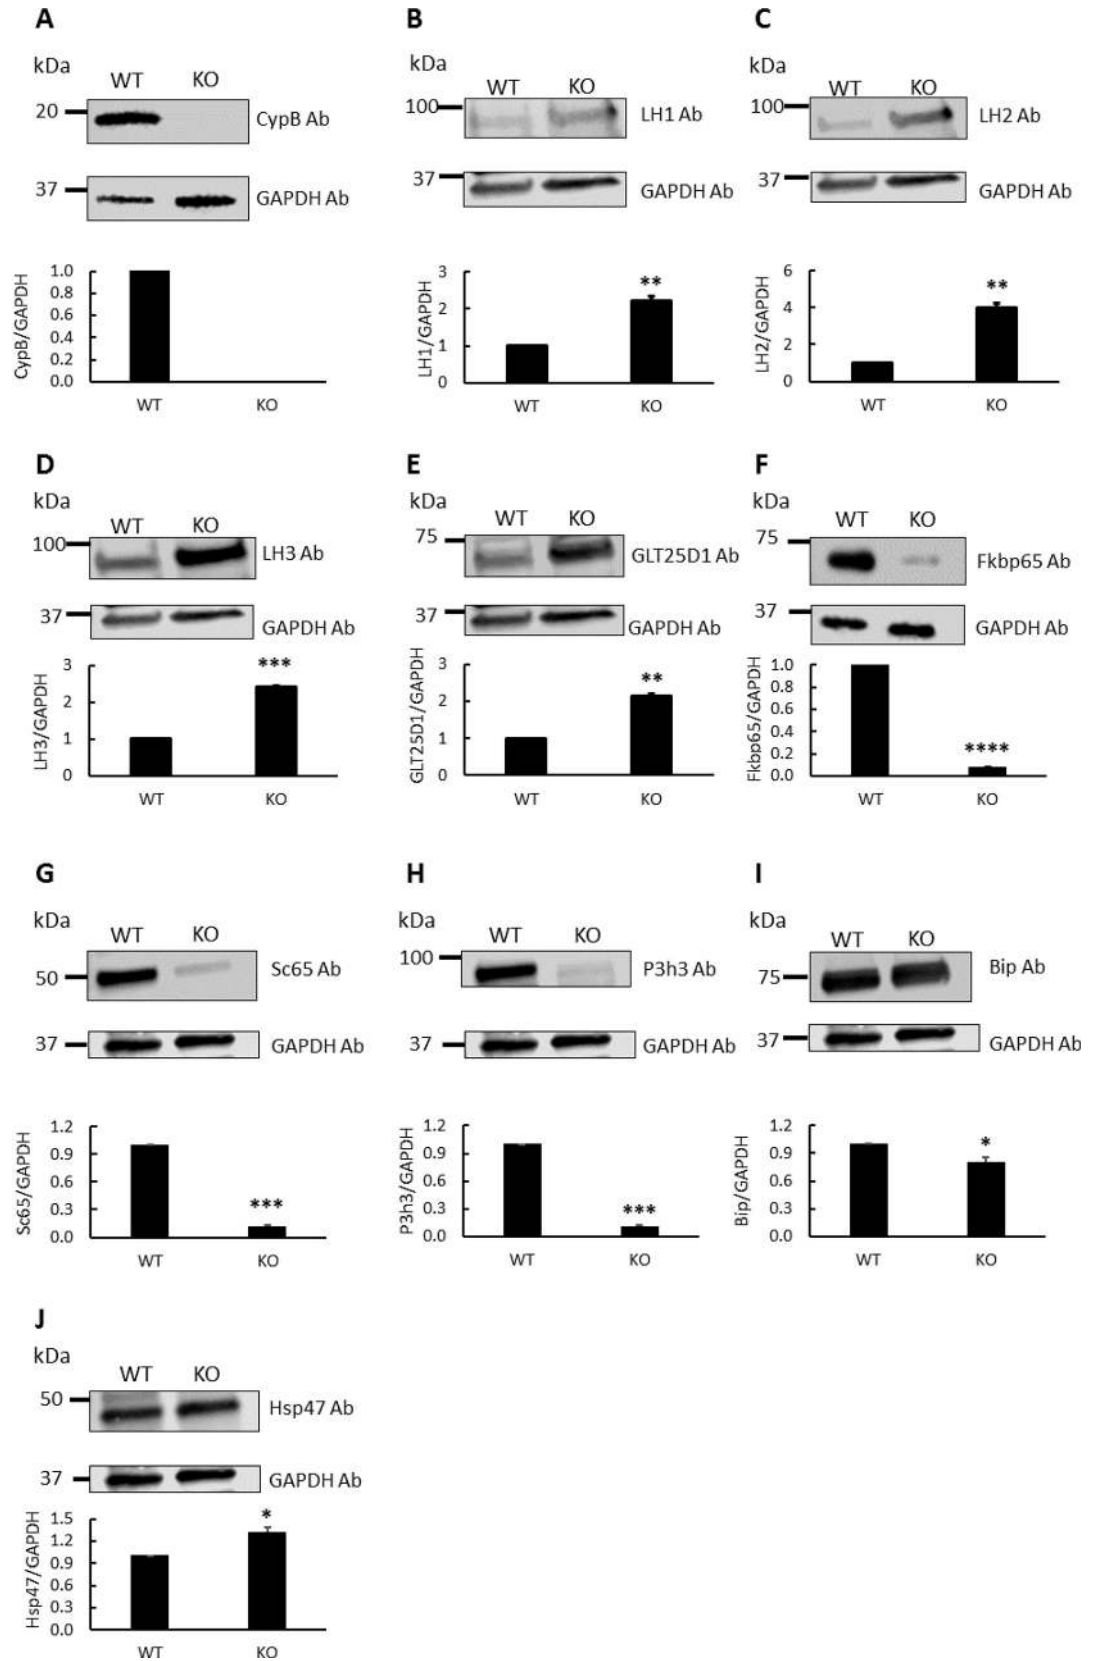 A
kDa
WT KO
20
CypB Ab
37
GAPDH Ab
CypB/GAPDH
1.0
0.8
0.6
0.4
0.2
0.0
WT KO
B
kDa
WT KO
100
LH1 Ab
37
GAPDH Ab
LH1/GAPDH
3
2
1
0
**
WT KO
C
kDa
WT KO
100
LH2 Ab
37
GAPDH Ab
LH2/GAPDH
6
4
2
0
**
WT KO
D
kDa
WT KO
100
LH3 Ab
37
GAPDH Ab
LH3/GAPDH
3
2
1
0
***
WT KO
E
kDa
WT KO
75
GLT25D1 Ab
37
GAPDH Ab
GLT25D1/GAPDH
3
2
1
0
**
WT KO
F
kDa
WT KO
75
Fkbp65 Ab
37
GAPDH Ab
Fkbp65/GAPDH
1.0
0.8
0.6
0.4
0.2
0.0
****
WT KO
G
kDa
WT KO
50
Sc65 Ab
37
GAPDH Ab
Sc65/GAPDH
1.2
0.9
0.6
0.3
0.0
***
WT KO
H
kDa
WT KO
100
P3h3 Ab
37
GAPDH Ab
P3h3/GAPDH
1.2
0.9
0.6
0.3
0.0
***
WT KO
I
kDa
WT KO
75
Bip Ab
37
GAPDH Ab
Bip/GAPDH
1.2
0.9
0.6
0.3
0.0
*
WT KO
J
kDa
WT KO
50
Hsp47 Ab
37
GAPDH Ab
Hsp47/GAPDH
1.5
1.2
0.9
0.6
0.3
0.0
*
WT KO